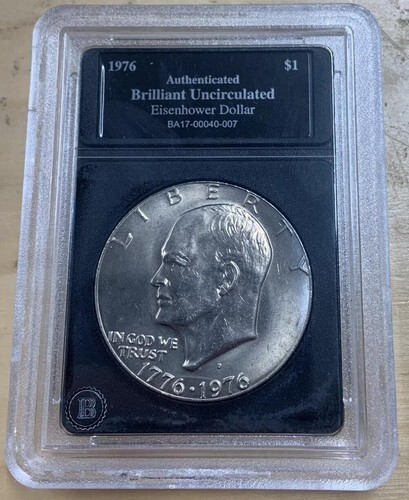 1976 $1
Authenticated
Brilliant Uncirculated
Eisenhower Dollar
BA17-00040-007
LIBERTY
IN GOD WE
TRUST
D
1776·1976
B